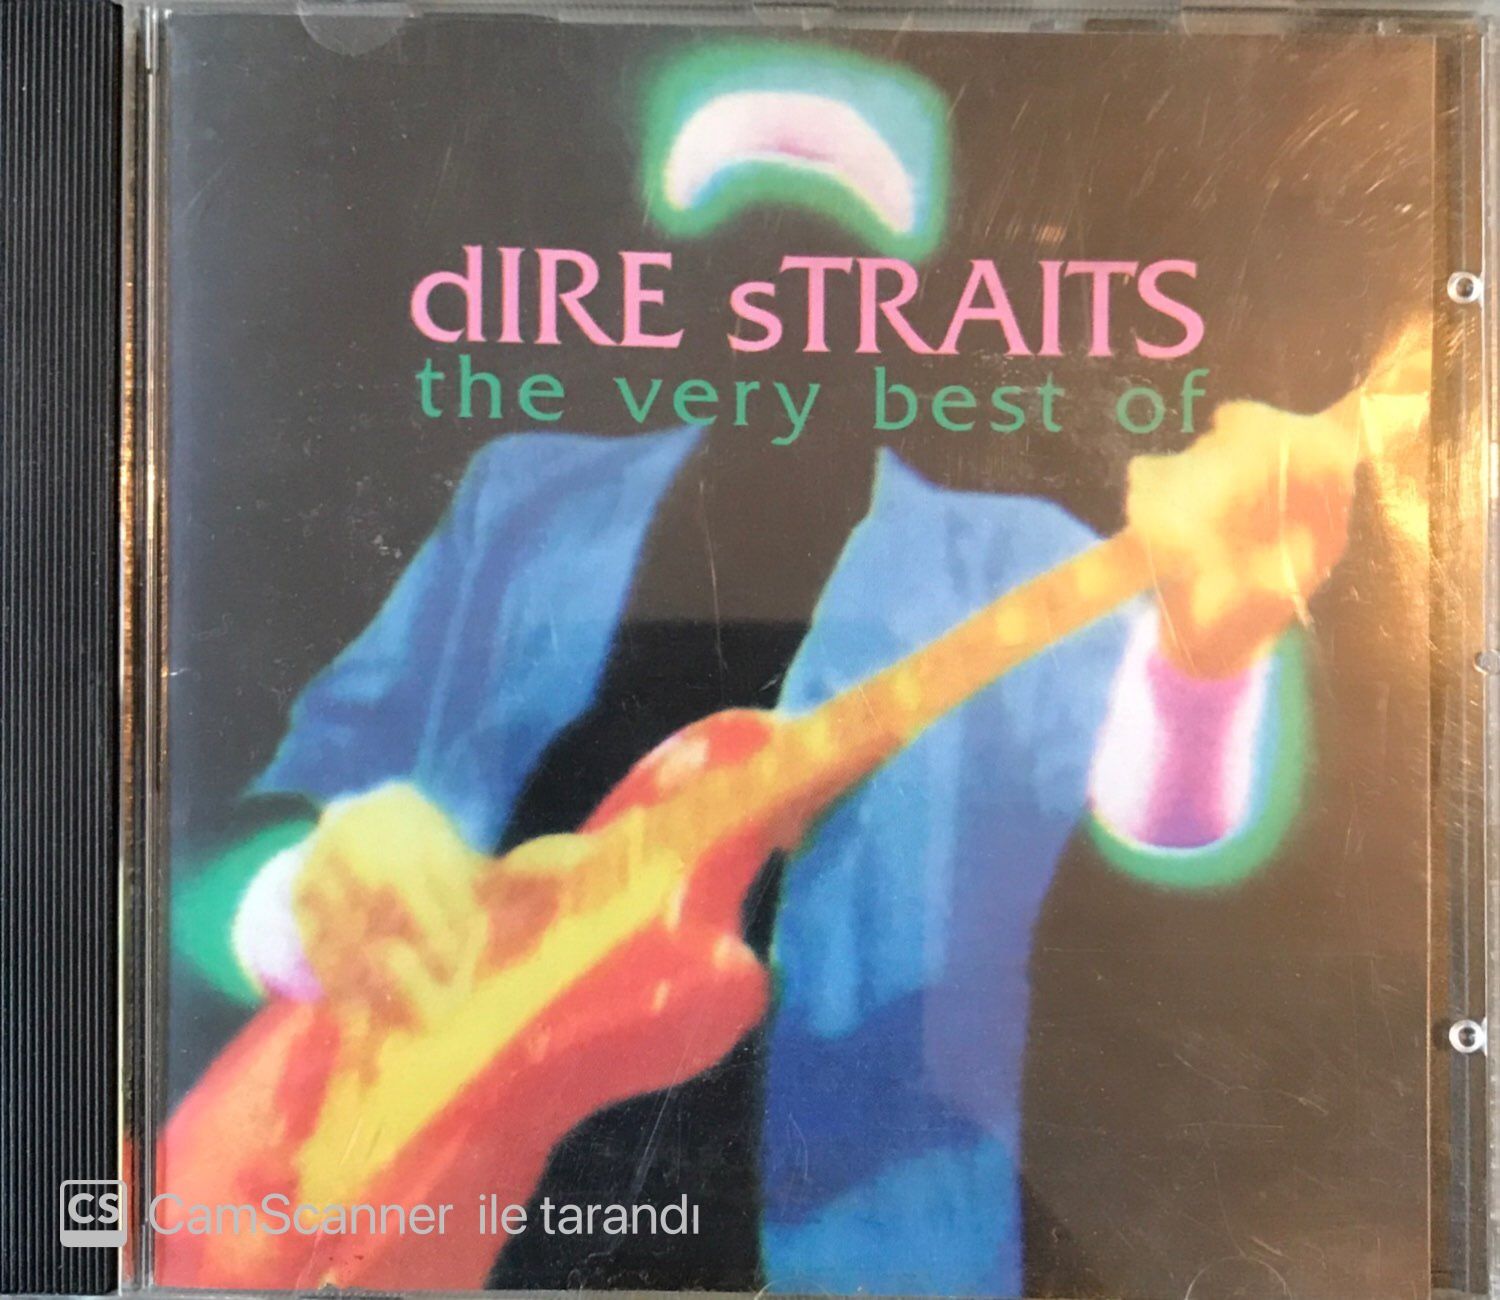 dIRE sTRAITS
the very best of
CS CamScanner ile tarandı